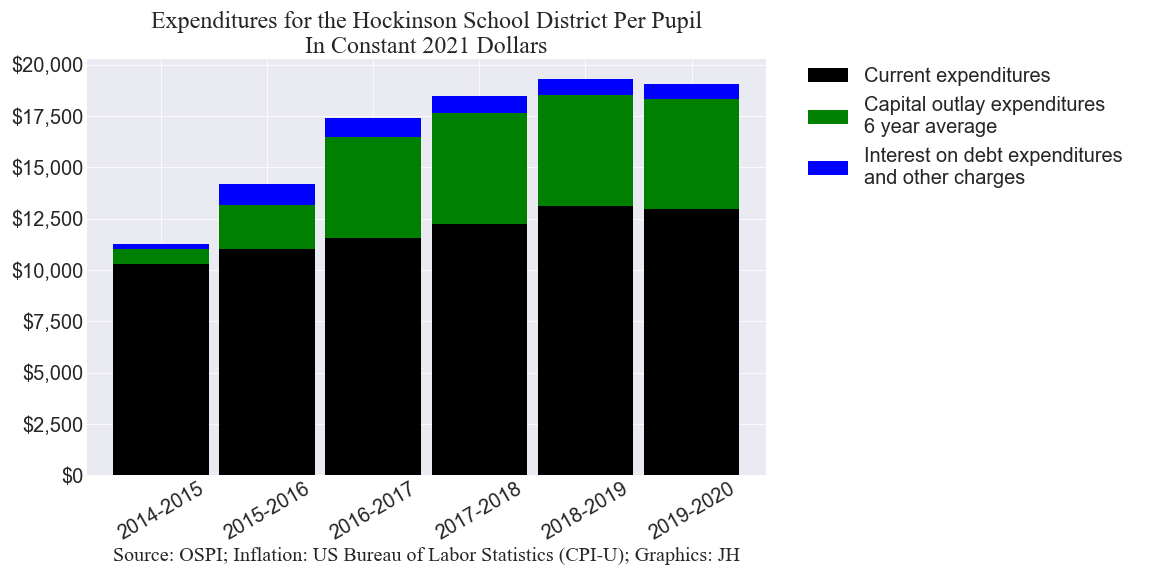 Expenditures for the Hockinson School District Per Pupil
In Constant 2021 Dollars
$20,000
$17,500
$15,000
$12,500
$10,000
$7,500
$5,000
$2,500
$0
2014-2015
2015-2016
2016-2017
2017-2018
2018-2019
2019-2020
Current expenditures
Capital outlay expenditures
6 year average
Interest on debt expenditures
and other charges
Source: OSPI; Inflation: US Bureau of Labor Statistics (CPI-U); Graphics: JH